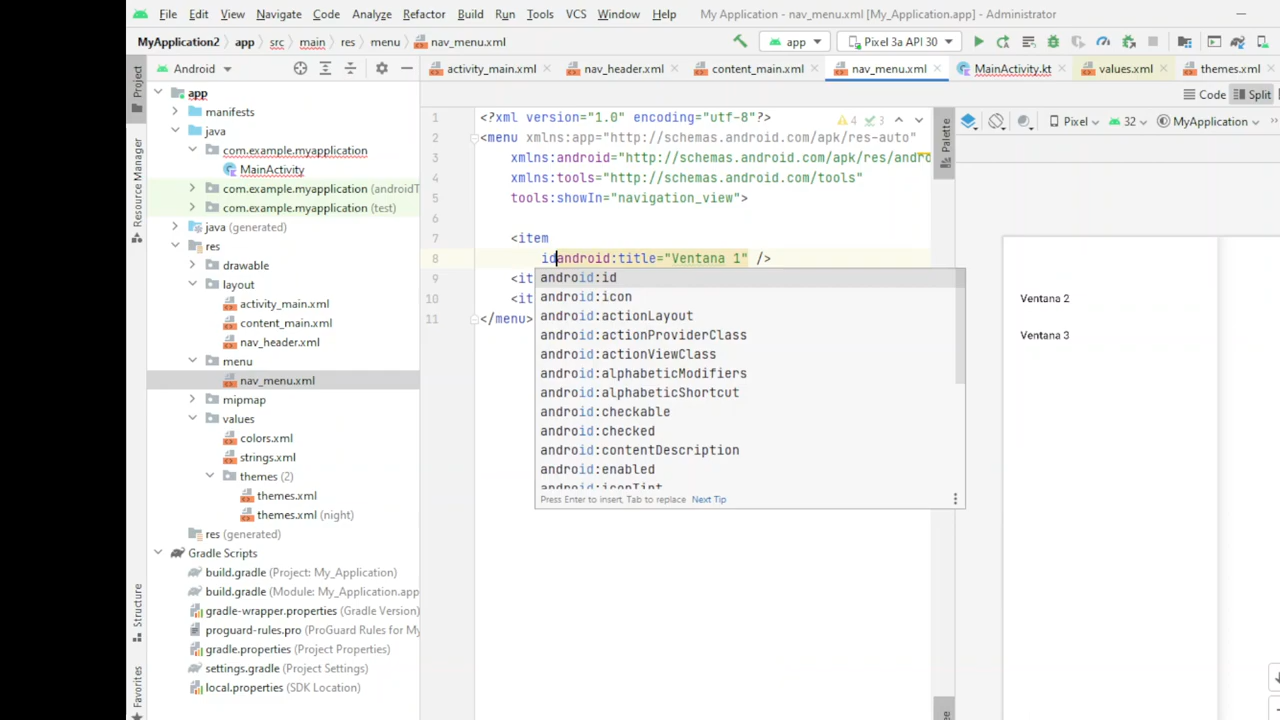 File Edit View Navigate Code Analyze Refactor Build Run Tools VCS Window Help My Application - nav_menu.xml [My_Application.app] - Administrator
MyApplication2 app src main res menu nav_menu.xml app Pixel 3a API 30
Project Android activity_main.xml nav_header.xml content_main.xml nav_menu.xml MainActivity.kt values.xml themes.xml
Code Split
Palette Pixel 32 MyApplication
app
manifests
java
com.example.myapplication
MainActivity
com.example.myapplication (androidT
com.example.myapplication (test)
java (generated)
res
drawable
layout
activity_main.xml
content_main.xml
nav_header.xml
menu
nav_menu.xml
mipmap
values
colors.xml
strings.xml
themes (2)
themes.xml
themes.xml (night)
res (generated)
Gradle Scripts
build.gradle (Project: My_Application)
build.gradle (Module: My_Application.app
gradle-wrapper.properties (Gradle Version)
proguard-rules.pro (ProGuard Rules for My
gradle.properties (Project Properties)
settings.gradle (Project Settings)
local.properties (SDK Location)
Resource Manager
Structure
Favorites
1 <?xml version="1.0" encoding="utf-8"?> 4 3
2 <menu xmlns:app="http://schemas.android.com/apk/res-auto"
3 xmlns:android="http://schemas.android.com/apk/res/andro
4 xmlns:tools="http://schemas.android.com/tools"
5 tools:showIn="navigation_view">
6
7 <item
8 idandroid:title="Ventana 1" />
9 <it
10 <it
11 </menu>
android:id
android:icon
android:actionLayout
android:actionProviderClass
android:actionViewClass
android:alphabeticModifiers
android:alphabeticShortcut
android:checkable
android:checked
android:contentDescription
android:enabled
android:iconTint
Press Enter to insert, Tab to replace Next Tip
Ventana 2
Ventana 3